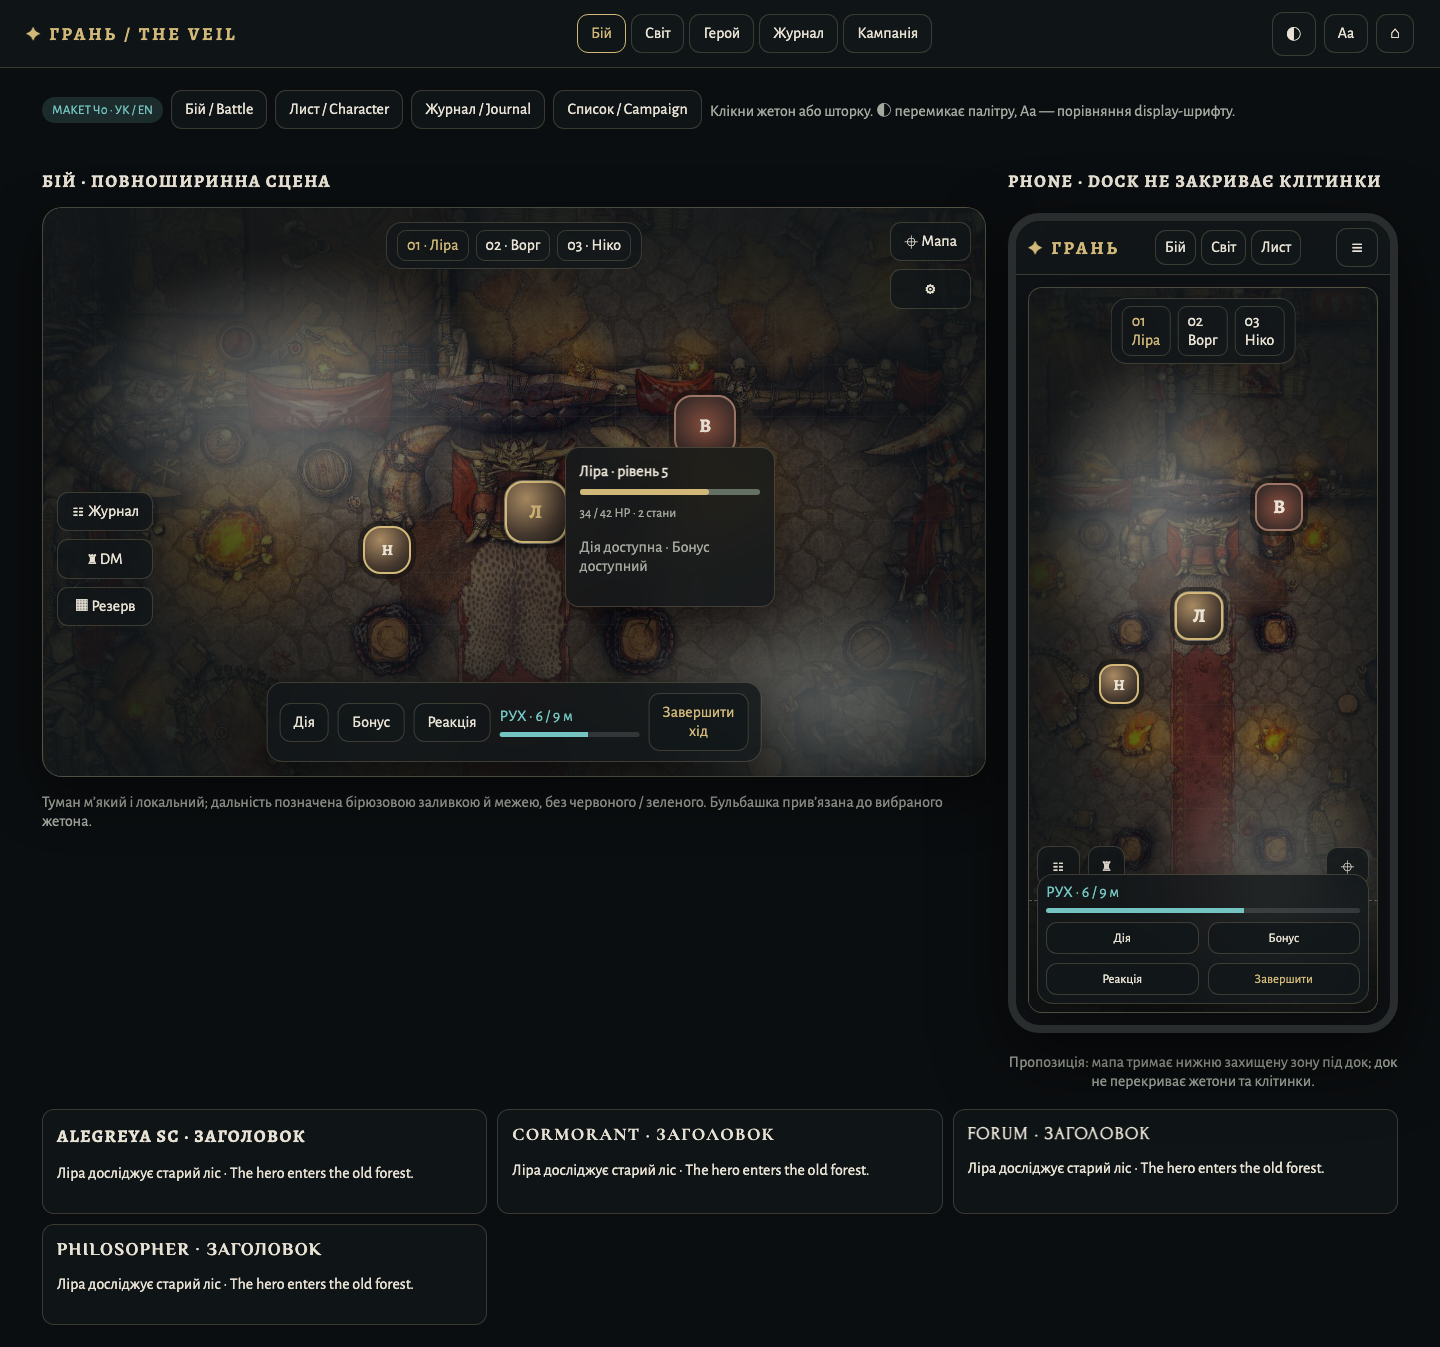 ✦ ГРАНЬ / THE VEIL
Бій
Світ
Герой
Журнал
Кампанія
Aa
МАКЕТ Ч0 · УК / EN
Бій / Battle
Лист / Character
Журнал / Journal
Список / Campaign
Клікни жетон або шторку. ◐ перемикає палітру, Aa — порівняння display-шрифту.
БІЙ · ПОВНОШИРИННА СЦЕНА
01 · Ліра
02 · Ворг
03 · Ніко
Мапа
В
Л
Н
Ліра · рівень 5
34 / 42 HP · 2 стани
Дія доступна · Бонус
доступний
Журнал
DM
Резерв
Дія
Бонус
Реакція
РУХ · 6 / 9 м
Завершити
хід
Туман м’який і локальний; дальність позначена бірюзовою заливкою й межею, без червоного / зеленого. Бульбашка прив’язана до вибраного
жетона.
PHONE · DOCK НЕ ЗАКРИВАЄ КЛІТИНКИ
✦ ГРАНЬ
Бій
Світ
Лист
01
Ліра
02
Ворг
03
Ніко
В
Л
Н
РУХ · 6 / 9 м
Дія
Бонус
Реакція
Завершити
Пропозиція: мапа тримає нижню захищену зону під док; док
не перекриває жетони та клітинки.
ALEGREYA SC · ЗАГОЛОВОК
Ліра досліджує старий ліс · The hero enters the old forest.
CORMORANT · ЗАГОЛОВОК
Ліра досліджує старий ліс · The hero enters the old forest.
FORUM · ЗАГОЛОВОК
Ліра досліджує старий ліс · The hero enters the old forest.
PHILOSOPHER · ЗАГОЛОВОК
Ліра досліджує старий ліс · The hero enters the old forest.